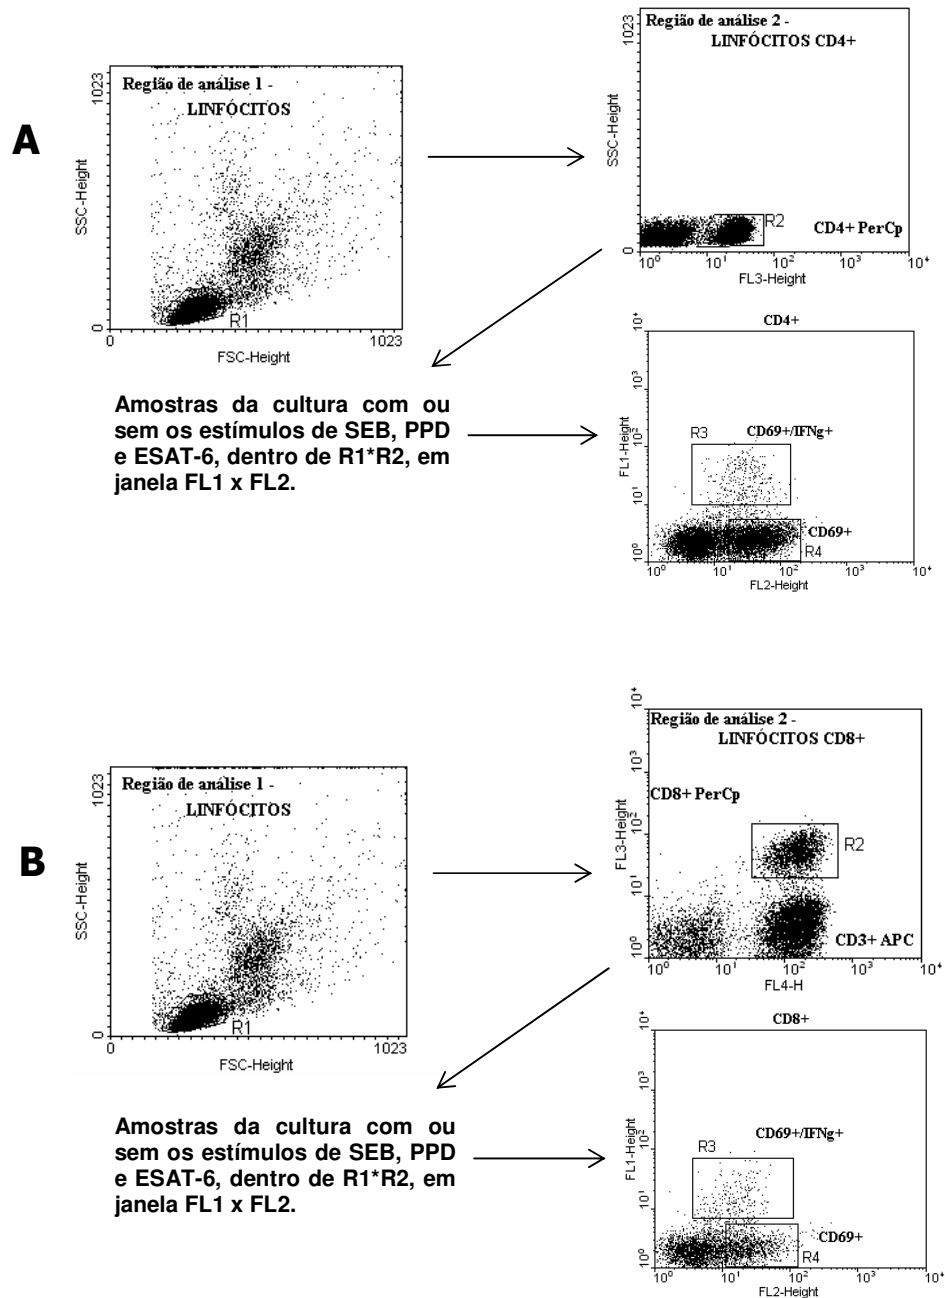 A
Região de análise 1 -
LINFÓCITOS
1023
SSC-Height
0
R1
0
1023
FSC-Height
Região de análise 2 -
LINFÓCITOS CD4+
1023
SSC-Height
0
R2
CD4+ PerCp
10⁰ 10¹ 10² 10³ 10⁴
FL3-Height
Amostras da cultura com ou
sem os estímulos de SEB, PPD
e ESAT-6, dentro de R1*R2, em
janela FL1 x FL2.
CD4+
10⁴
10³
10²
10¹
10⁰
FL1-Height
R3
CD69+/IFNg+
CD69+
R4
10⁰ 10¹ 10² 10³ 10⁴
FL2-Height
B
Região de análise 1 -
LINFÓCITOS
1023
SSC-Height
0
R1
0
1023
FSC-Height
Região de análise 2 -
LINFÓCITOS CD8+
10⁴
10³
10²
10¹
10⁰
FL3-Height
CD8+ PerCp
R2
CD3+ APC
10⁰ 10¹ 10² 10³ 10⁴
FL4-H
Amostras da cultura com ou
sem os estímulos de SEB, PPD
e ESAT-6, dentro de R1*R2, em
janela FL1 x FL2.
CD8+
10⁴
10³
10²
10¹
10⁰
FL1-Height
R3
CD69+/IFNg+
CD69+
R4
10⁰ 10¹ 10² 10³ 10⁴
FL2-Height